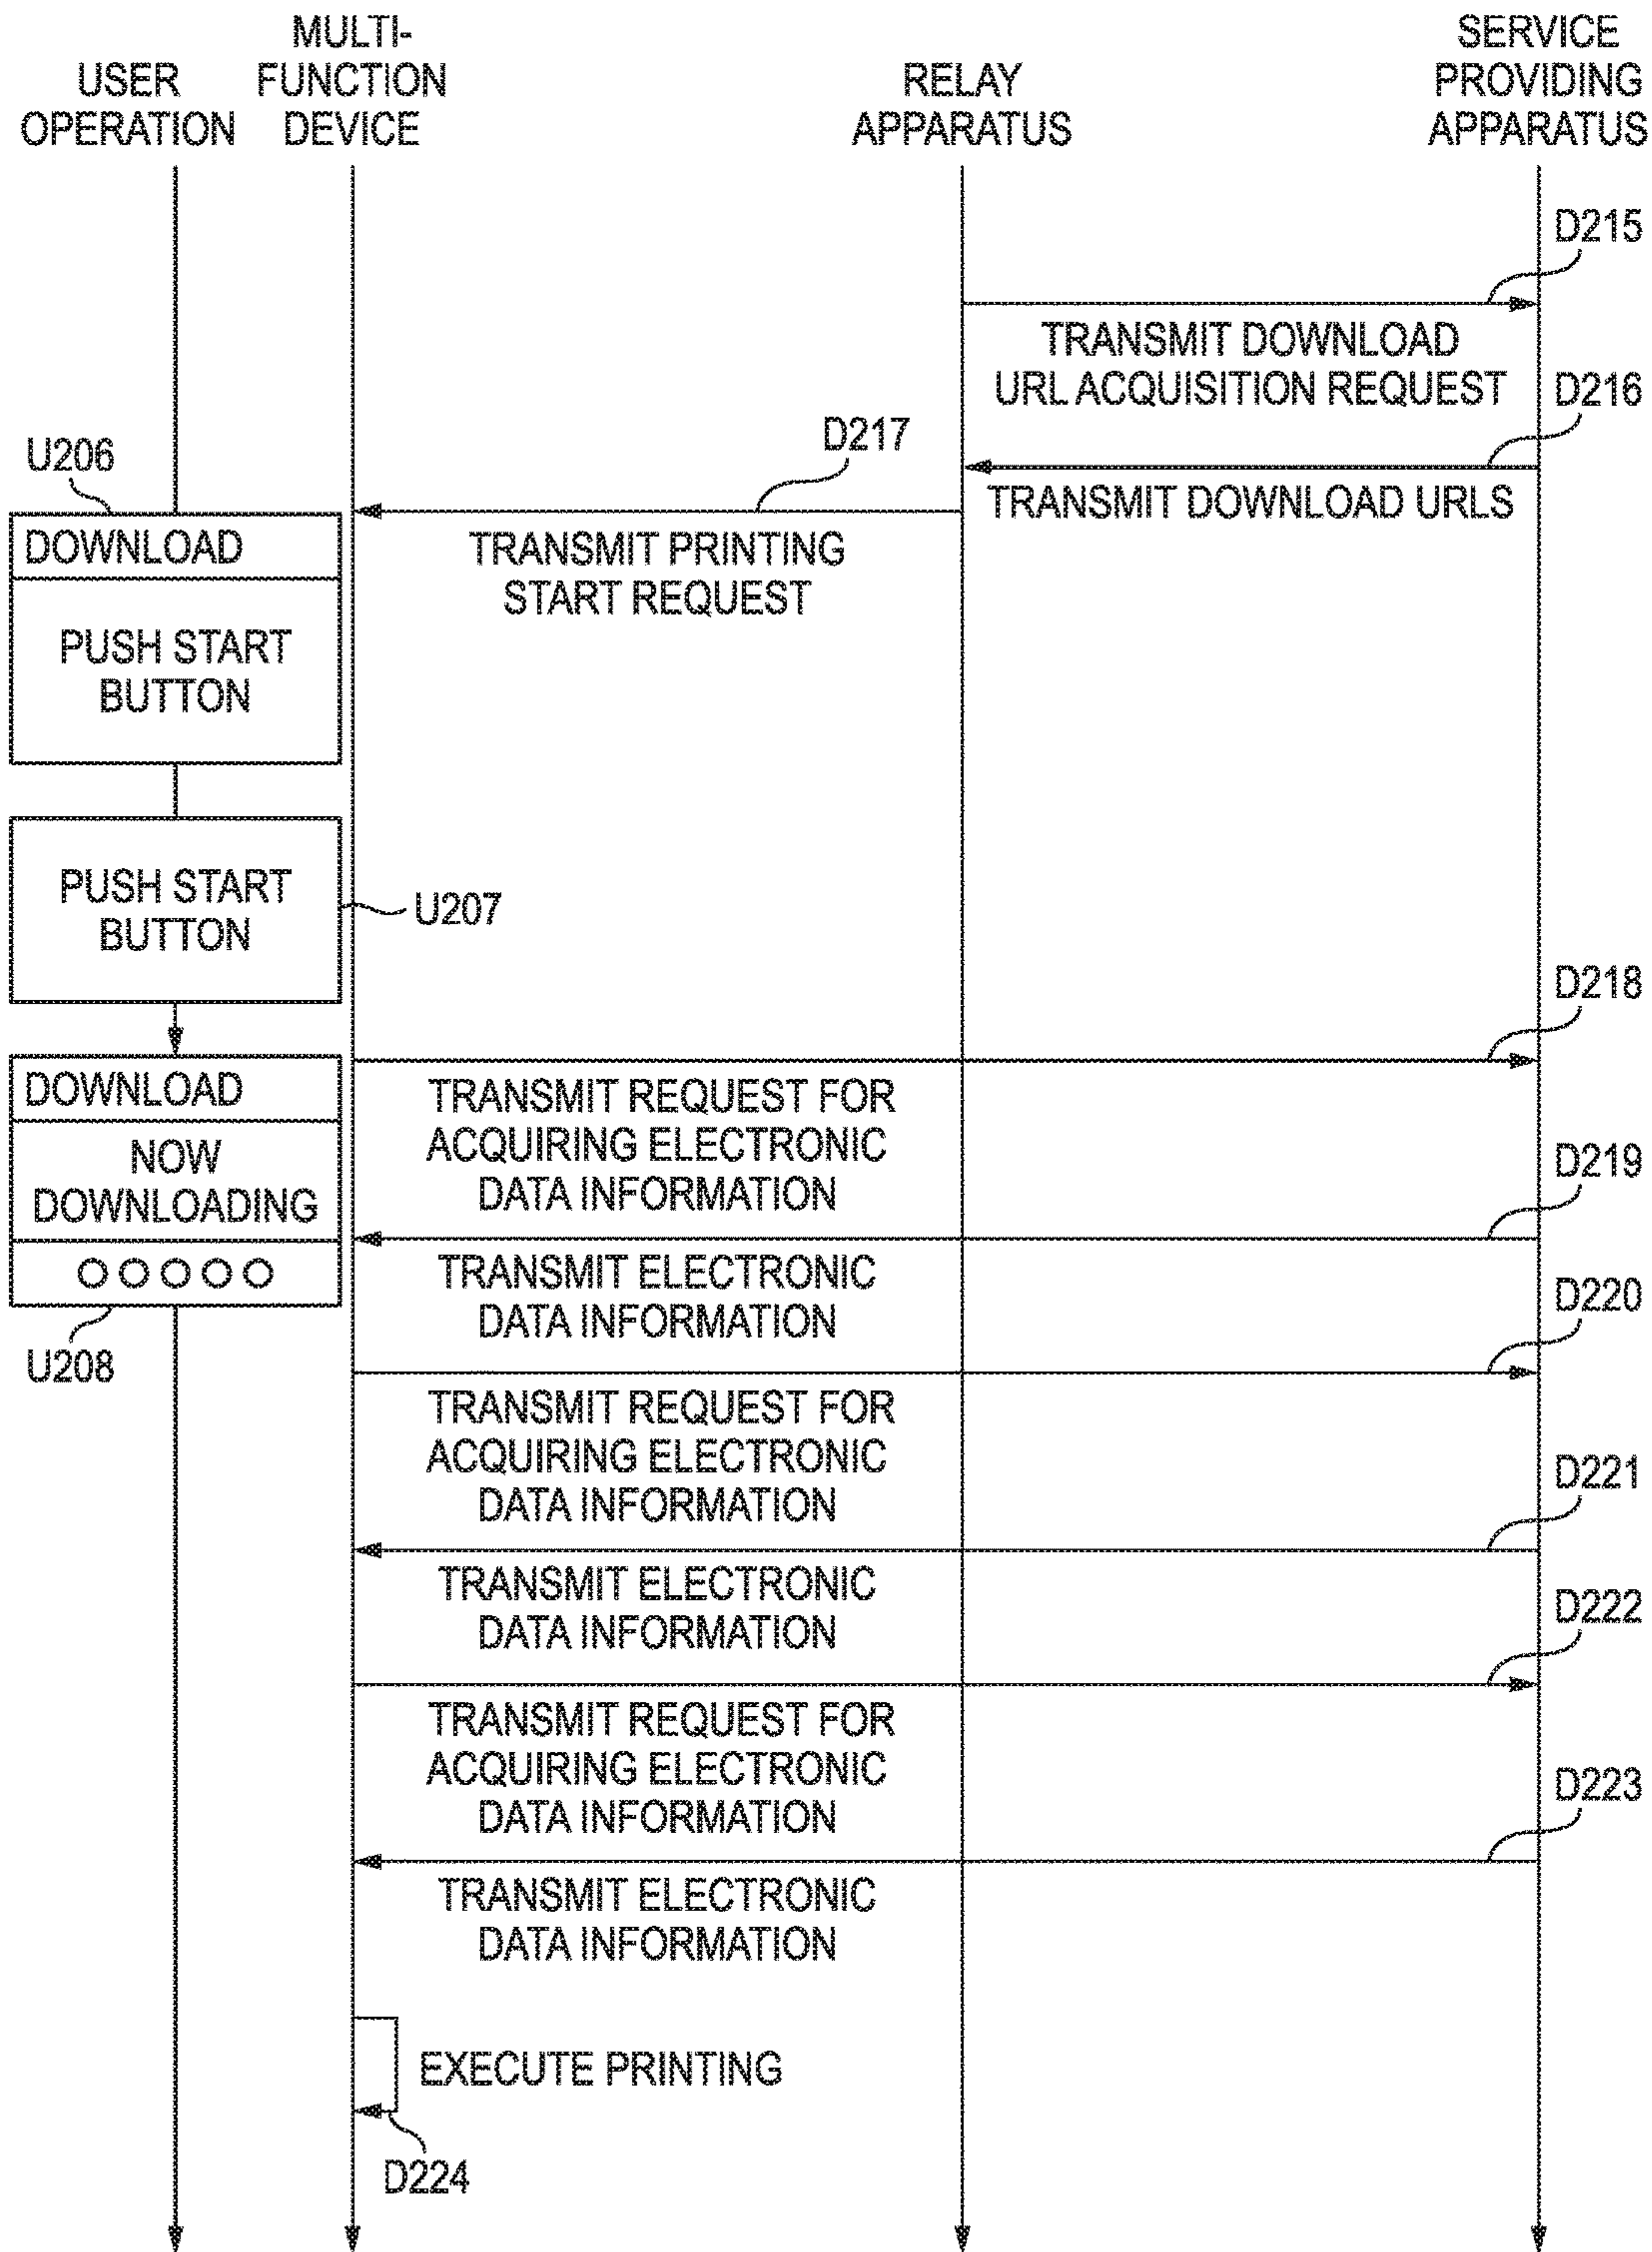 USER
OPERATION
MULTI-
FUNCTION
DEVICE
RELAY
APPARATUS
SERVICE
PROVIDING
APPARATUS
D215
TRANSMIT DOWNLOAD
URL ACQUISITION REQUEST
D216
TRANSMIT DOWNLOAD URLS
D217
TRANSMIT PRINTING
START REQUEST
U206
DOWNLOAD
PUSH START
BUTTON
PUSH START
BUTTON
U207
D218
DOWNLOAD
NOW
DOWNLOADING
U208
TRANSMIT REQUEST FOR
ACQUIRING ELECTRONIC
DATA INFORMATION
D219
TRANSMIT ELECTRONIC
DATA INFORMATION
D220
TRANSMIT REQUEST FOR
ACQUIRING ELECTRONIC
DATA INFORMATION
D221
TRANSMIT ELECTRONIC
DATA INFORMATION
D222
TRANSMIT REQUEST FOR
ACQUIRING ELECTRONIC
DATA INFORMATION
D223
TRANSMIT ELECTRONIC
DATA INFORMATION
EXECUTE PRINTING
D224